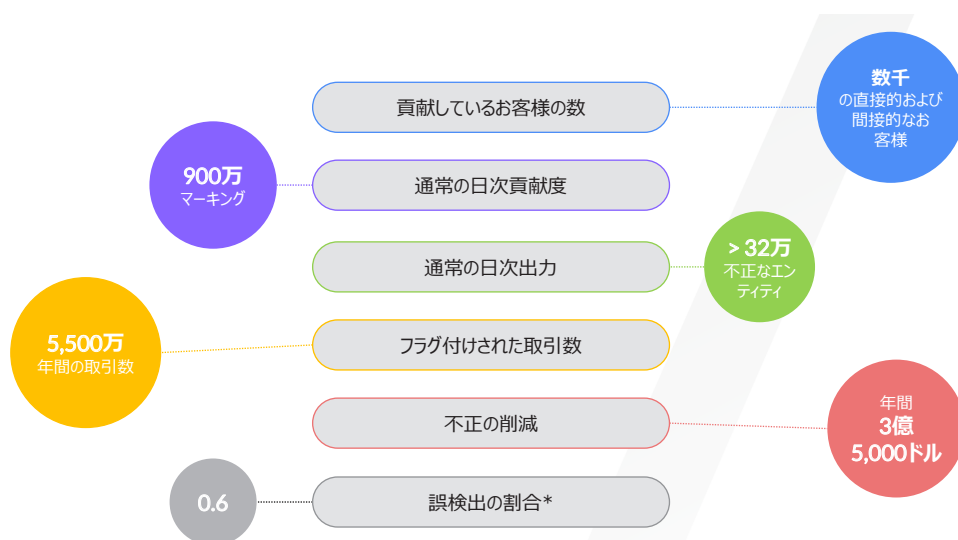 数千
の直接的および
間接的なお
客様
貢献しているお客様の数
900万
マーキング
通常の日次貢献度
通常の日次出力
> 32万
不正なエン
ティティ
5,500万
年間の取引数
フラグ付けされた取引数
不正の削減
年間
3億
5,000ドル
0.6
誤検出の割合*